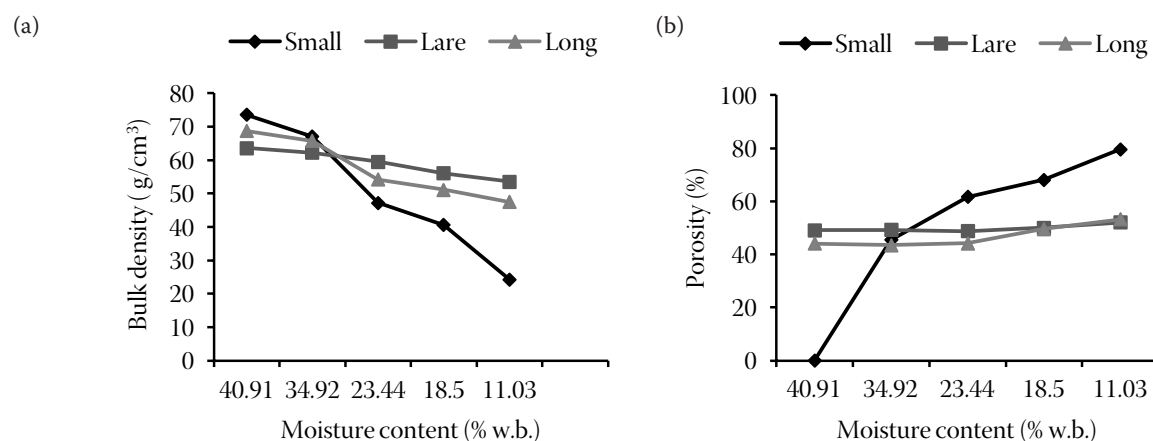 (a)
Small Lare Long
Bulk density ( g/cm³)
80
70
60
50
40
30
20
10
0
40.91 34.92 23.44 18.5 11.03
Moisture content (% w.b.)
(b)
Small Lare Long
Porosity (%)
100
80
60
40
20
0
40.91 34.92 23.44 18.5 11.03
Moisture content (% w.b.)